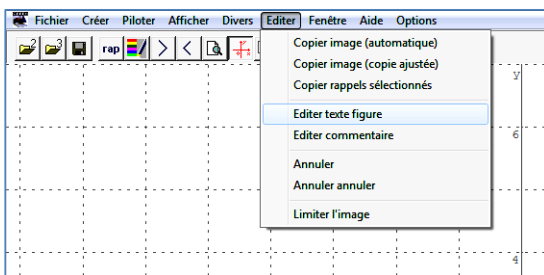 Fichier Créer Piloter Afficher Divers Editer Fenêtre Aide Options
rap
Copier image (automatique)
Copier image (copie ajustée)
Copier rappels sélectionnés
Editer texte figure
Editer commentaire
Annuler
Annuler annuler
Limiter l'image
y
6
4